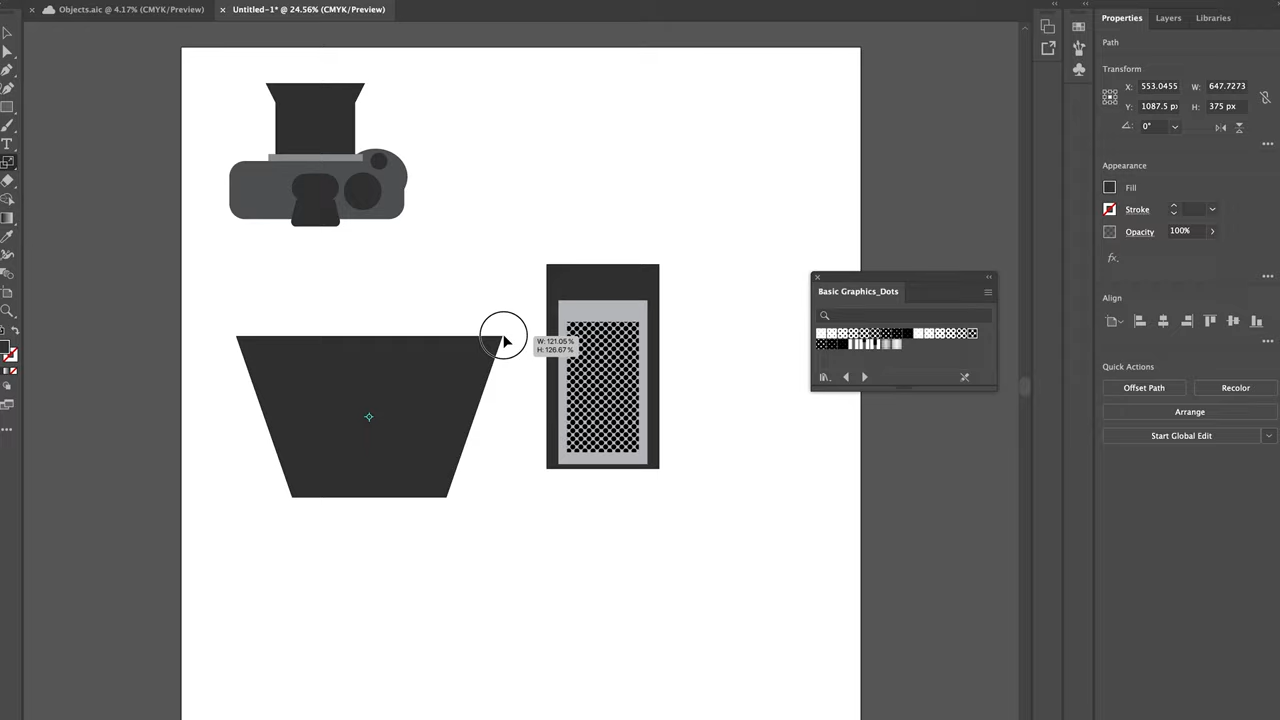 Objects.aic @ 4.17% (CMYK/Preview)
Untitled-1* @ 24.56% (CMYK/Preview)
Properties
Layers
Libraries
Path
Transform
X: 553.0455
W: 647.7273
Y: 1087.5 p
H: 375 px
0°
Appearance
Fill
Stroke
Opacity
100%
fx.
Align
Quick Actions
Offset Path
Recolor
Arrange
Start Global Edit
Basic Graphics_Dots
W: 121.05 %
H: 126.67 %
T